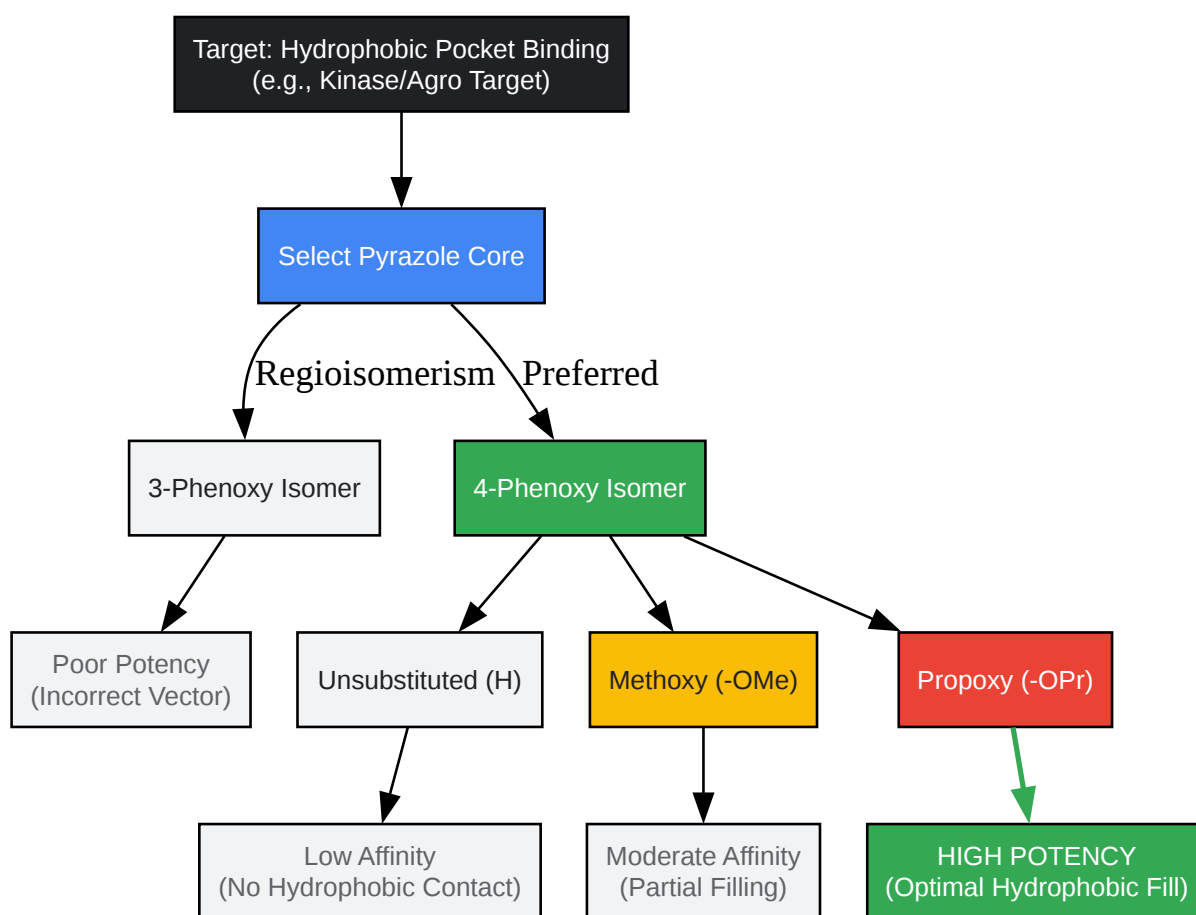 Target: Hydrophobic Pocket Binding
(e.g., Kinase/Agro Target)
Select Pyrazole Core
Regioisomerism
Preferred
3-Phenoxy Isomer
4-Phenoxy Isomer
Poor Potency
(Incorrect Vector)
Unsubstituted (H)
Methoxy (-OMe)
Propoxy (-OPr)
Low Affinity
(No Hydrophobic Contact)
Moderate Affinity
(Partial Filling)
HIGH POTENCY
(Optimal Hydrophobic Fill)